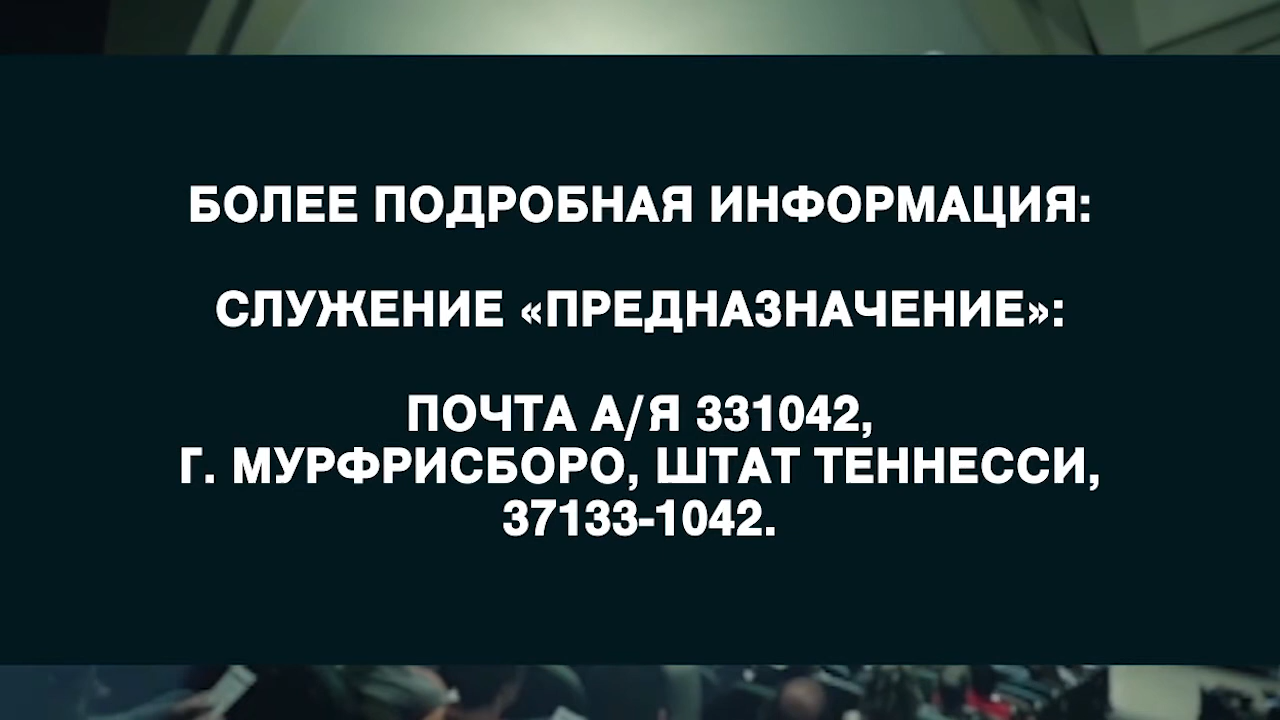 БОЛЕЕ ПОДРОБНАЯ ИНФОРМАЦИЯ:
СЛУЖЕНИЕ «ПРЕДНАЗНАЧЕНИЕ»:
ПОЧТА А/Я 331042,
Г. МУРФРИСБОРО, ШТАТ ТЕННЕССИ,
37133-1042.